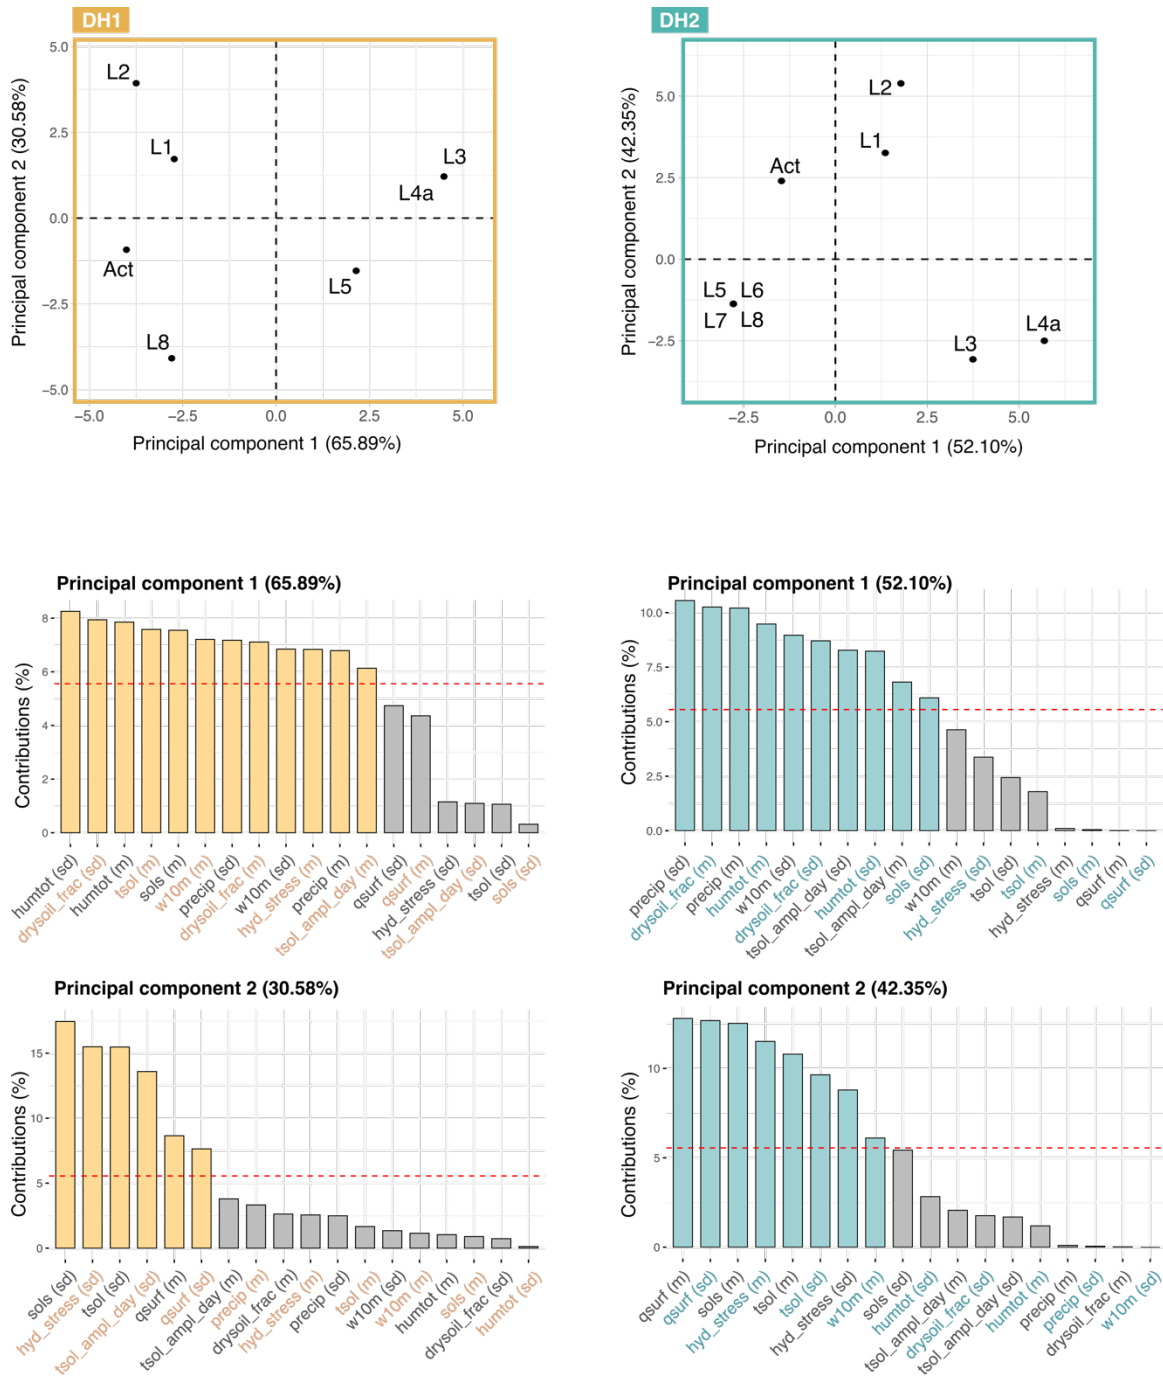 DH1
DH2
Principal component 2 (30.58%)
5.0
2.5
0.0
−2.5
−5.0
L2
L1
L3
L4a
Act
L5
L8
−5.0
−2.5
0.0
2.5
5.0
Principal component 1 (65.89%)
Principal component 2 (42.35%)
5.0
2.5
0.0
−2.5
L2
L1
Act
L5 L6
L7 L8
L4a
L3
−2.5
0.0
2.5
5.0
Principal component 1 (52.10%)
Principal component 1 (65.89%)
Contributions (%)
8
6
4
2
0
humtot (sd)
drysoil_frac (sd)
humtot (m)
tsol (m)
sols (m)
w10m (m)
precip (sd)
drysoil_frac (m)
w10m (sd)
hyd_stress (m)
precip (m)
tsol_ampl_day (m)
qsurf (sd)
qsurf (m)
hyd_stress (sd)
tsol_ampl_day (sd)
tsol (sd)
sols (sd)
Principal component 1 (52.10%)
Contributions (%)
10.0
7.5
5.0
2.5
0.0
precip (sd)
drysoil_frac (m)
precip (m)
humtot (m)
w10m (sd)
drysoil_frac (sd)
tsol_ampl_day (sd)
humtot (sd)
tsol_ampl_day (m)
sols (sd)
w10m (m)
hyd_stress (sd)
tsol (sd)
tsol (m)
hyd_stress (m)
sols (m)
qsurf (m)
qsurf (sd)
Principal component 2 (30.58%)
Contributions (%)
15
10
5
0
sols (sd)
hyd_stress (sd)
tsol (sd)
tsol_ampl_day (sd)
qsurf (m)
qsurf (sd)
tsol_ampl_day (m)
precip (m)
drysoil_frac (m)
hyd_stress (m)
precip (sd)
tsol (m)
w10m (sd)
w10m (m)
humtot (m)
sols (m)
drysoil_frac (sd)
humtot (sd)
Principal component 2 (42.35%)
Contributions (%)
10
5
0
qsurf (m)
qsurf (sd)
sols (m)
hyd_stress (m)
tsol (m)
tsol (sd)
hyd_stress (sd)
w10m (m)
sols (sd)
humtot (sd)
tsol_ampl_day (m)
drysoil_frac (sd)
tsol_ampl_day (sd)
humtot (m)
precip (m)
precip (sd)
drysoil_frac (m)
w10m (sd)